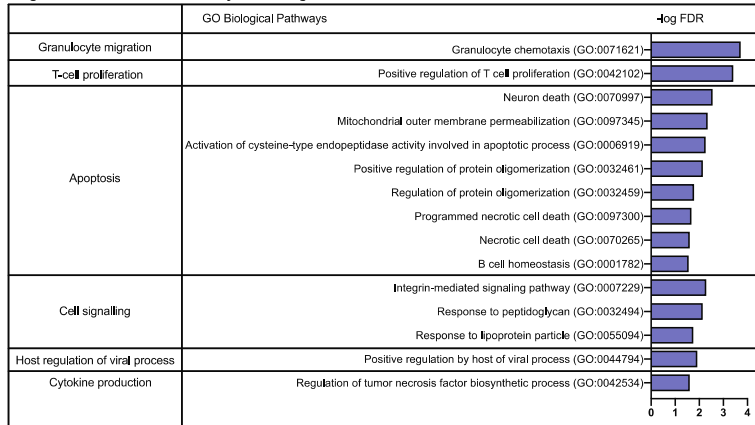 GO Biological Pathways -log FDR
Granulocyte migration Granulocyte chemotaxis (GO:0071621)
T-cell proliferation Positive regulation of T cell proliferation (GO:0042102)
Neuron death (GO:0070997)
Mitochondrial outer membrane permeabilization (GO:0097345)
Activation of cysteine-type endopeptidase activity involved in apoptotic process (GO:0006919)
Positive regulation of protein oligomerization (GO:0032461)
Apoptosis
Regulation of protein oligomerization (GO:0032459)
Programmed necrotic cell death (GO:0097300)
Necrotic cell death (GO:0070265)
B cell homeostasis (GO:0001782)
Integrin-mediated signaling pathway (GO:0007229)
Cell signalling Response to peptidoglycan (GO:0032494)
Response to lipoprotein particle (GO:0055094)
Host regulation of viral process Positive regulation by host of viral process (GO:0044794)
Cytokine production Regulation of tumor necrosis factor biosynthetic process (GO:0042534)
0 1 2 3 4